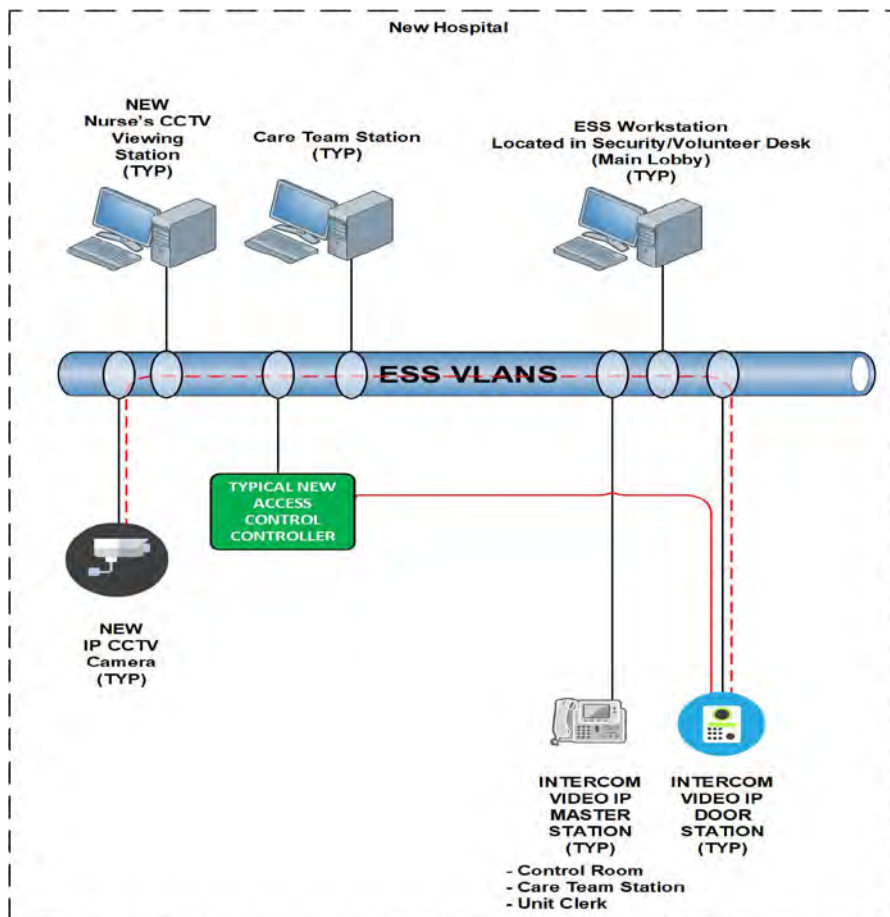 New Hospital
NEW
Nurse's CCTV
Viewing
Station
(TYP)
Care Team Station
(TYP)
ESS Workstation
Located in Security/Volunteer Desk
(Main Lobby)
(TYP)
ESS VLANS
TYPICAL NEW
ACCESS
CONTROL
CONTROLLER
NEW
IP CCTV
Camera
(TYP)
INTERCOM
VIDEO IP
MASTER
STATION
(TYP)
- Control Room
- Care Team Station
- Unit Clerk
INTERCOM
VIDEO IP
DOOR
STATION
(TYP)